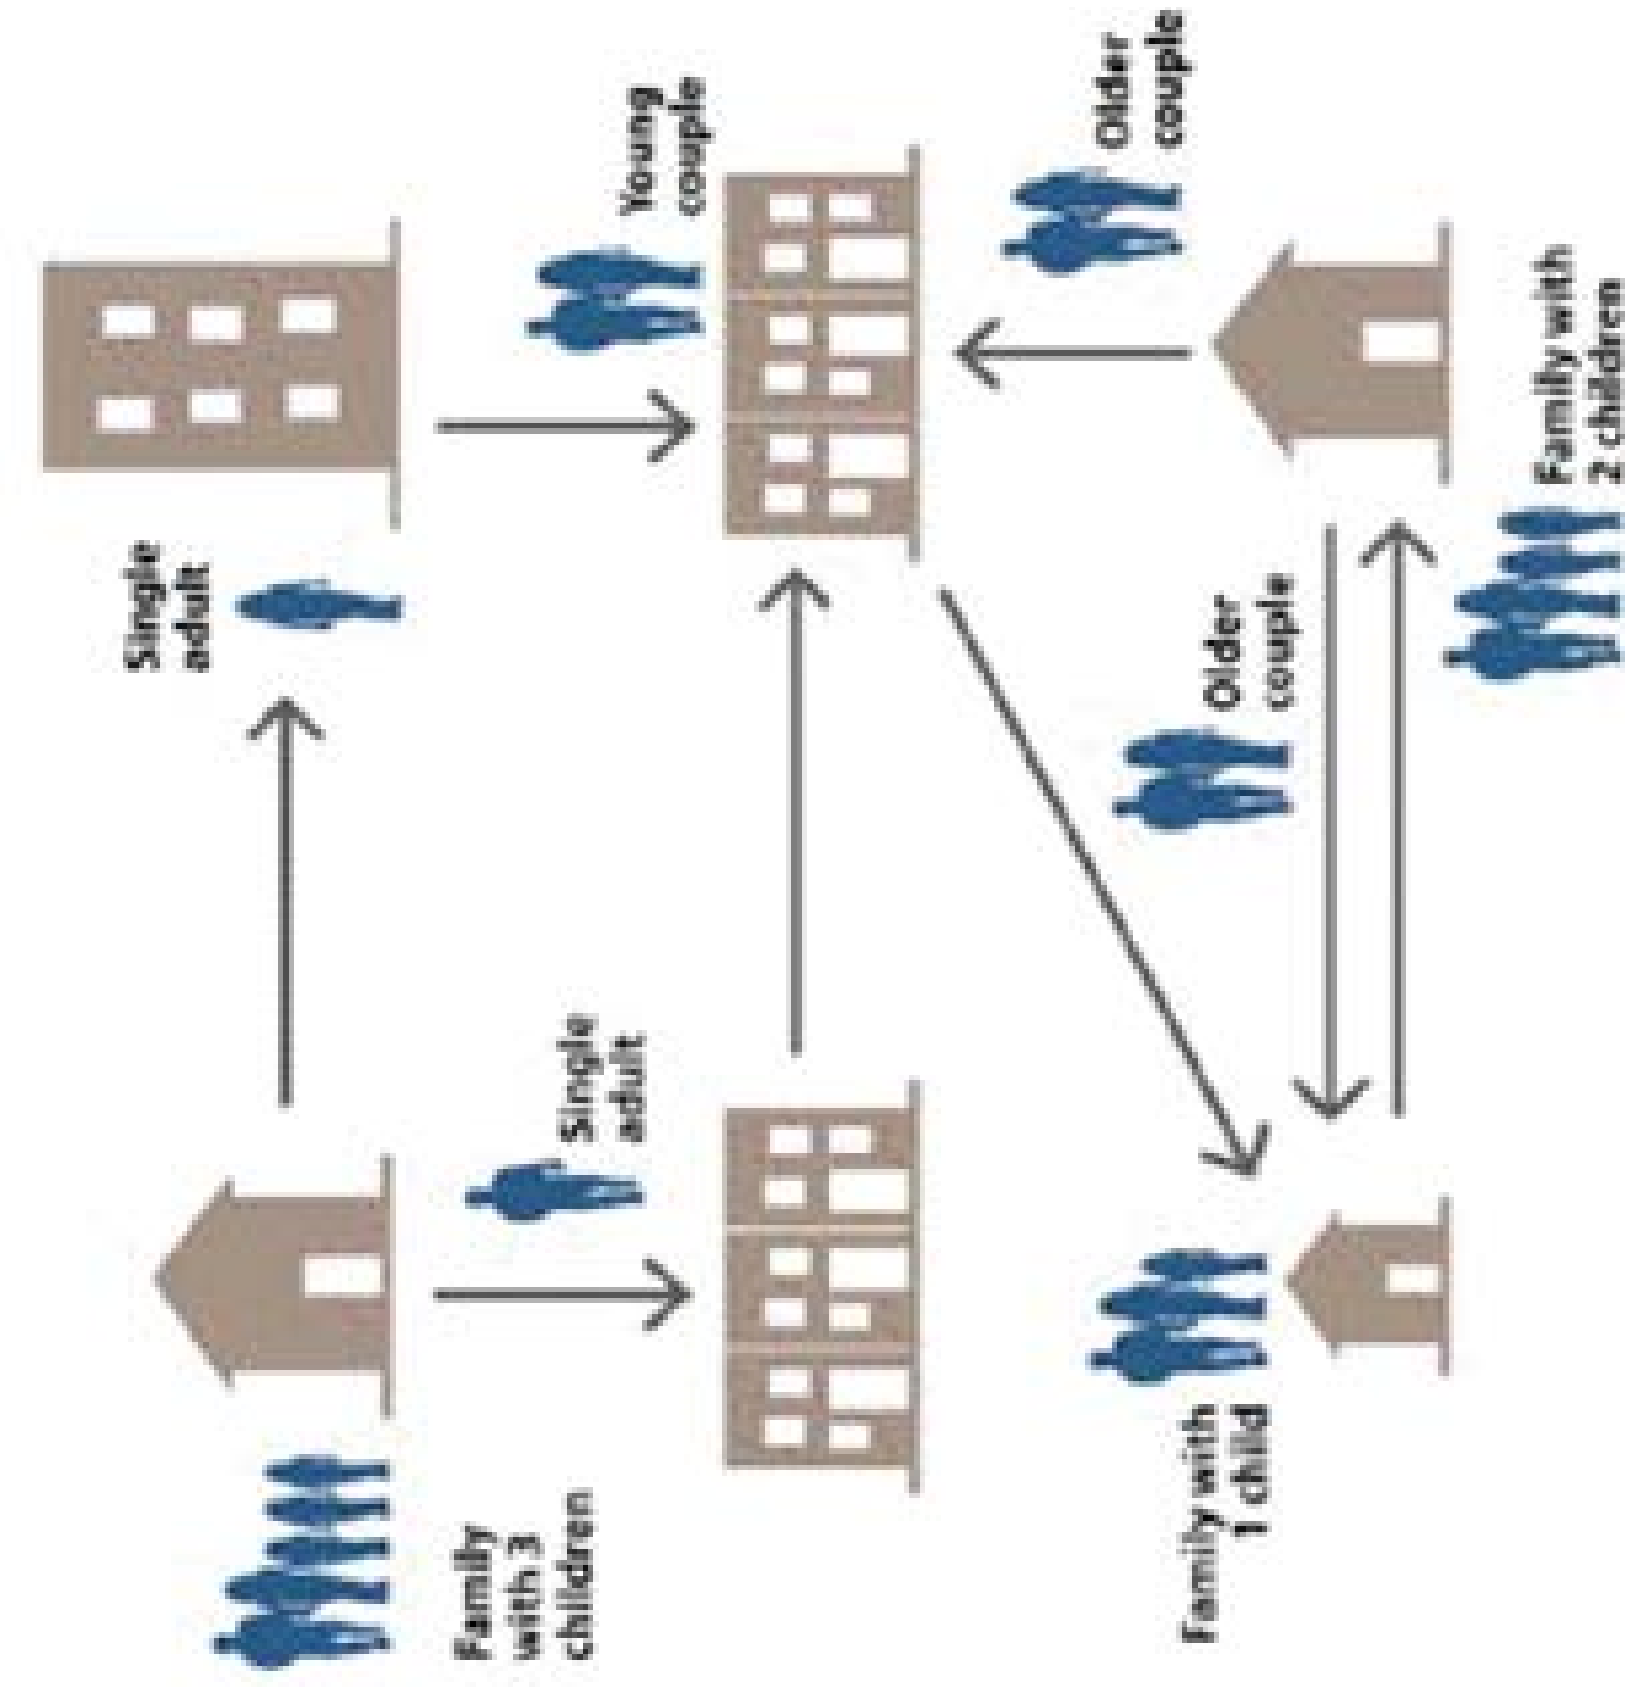 Family
with 3
children
Single
adult
Single
adult
Young
couple
Family with
1 child
Older
couple
Older
couple
Family with
2 children